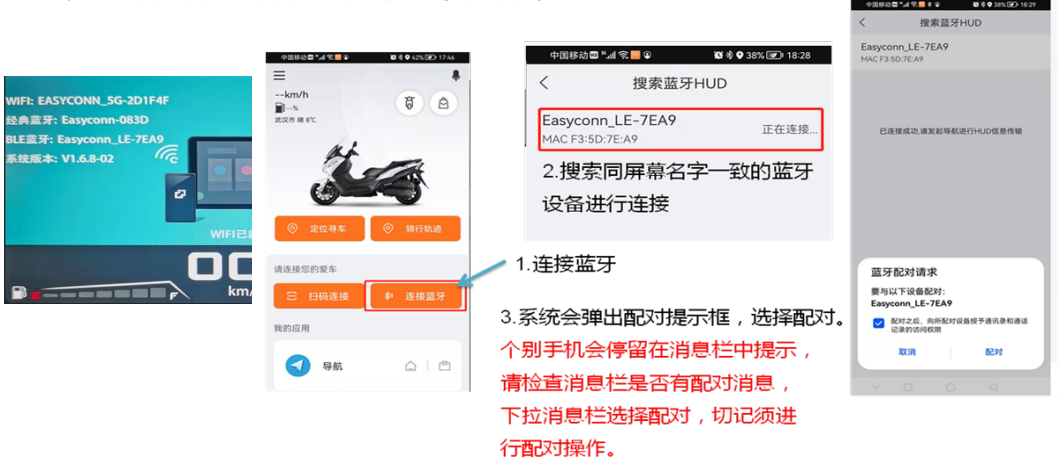 WIFI: EASYCONN_5G-2D1F4F
经典蓝牙: Easyconn-083D
BLE蓝牙: Easyconn_LE-7EA9
系统版本: V1.6.8-02
WIFI已
km/
F
中国移动 42% 17:46
--km/h
--%
武汉市 晴 8℃
定位寻车
骑行轨迹
请连接您的爱车
扫码连接
连接蓝牙
我的应用
导航
中国移动 38% 18:28
搜索蓝牙HUD
Easyconn_LE-7EA9
MAC F3:5D:7E:A9
正在连接...
2.搜索同屏幕名字一致的蓝牙
设备进行连接
1.连接蓝牙
3.系统会弹出配对提示框，选择配对。
个别手机会停留在消息栏中提示，
请检查消息栏是否有配对消息，
下拉消息栏选择配对，切记须进
行配对操作。
中国移动 38% 18:29
搜索蓝牙HUD
Easyconn_LE-7EA9
MAC F3:5D:7E:A9
已连接成功,请发起导航进行HUD信息传输
蓝牙配对请求
要与以下设备配对:
Easyconn_LE-7EA9
配对之后，向所配对设备授予通讯录和通话
记录的访问权限
取消
配对